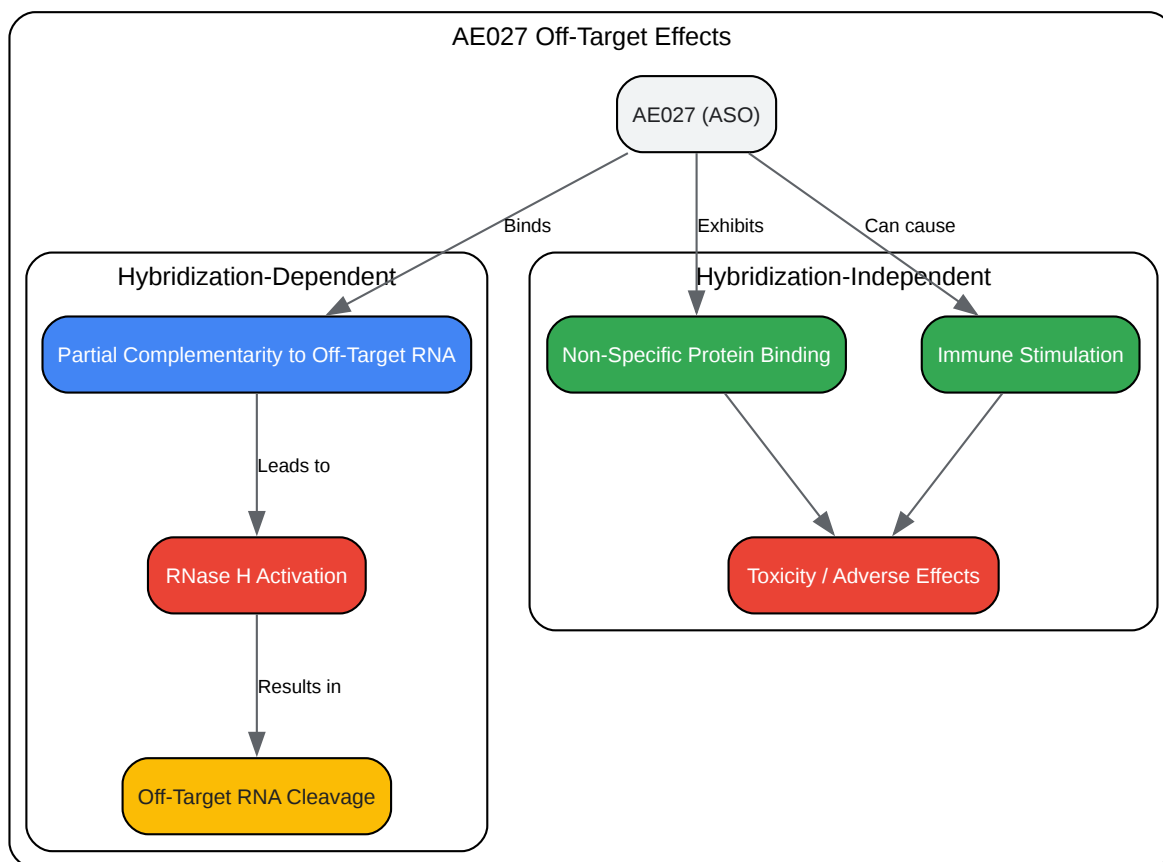 AE027 Off-Target Effects
AE027 (ASO)
Binds
Exhibits
Can cause
Hybridization-Dependent
Hybridization-Independent
Partial Complementarity to Off-Target RNA
Non-Specific Protein Binding
Immune Stimulation
Leads to
RNase H Activation
Toxicity / Adverse Effects
Results in
Off-Target RNA Cleavage